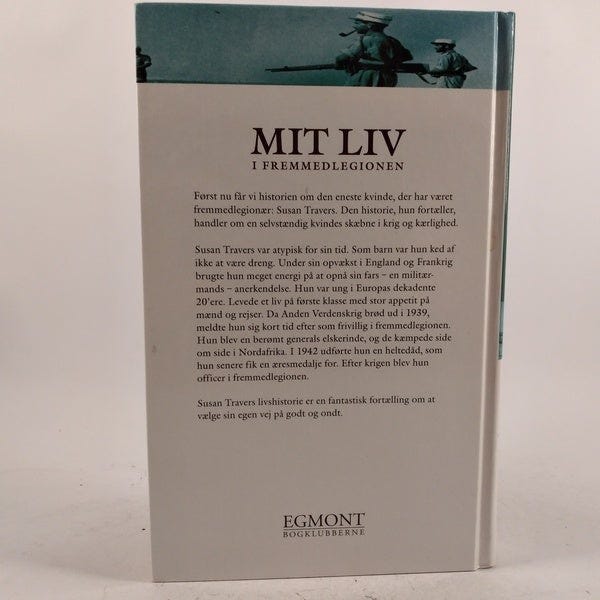 MIT LIV
I FREMMEDLEGIONEN
Først nu får vi historien om den eneste kvinde, der har været
fremmedlegionær: Susan Travers. Den historie, hun fortæller,
handler om en selvstændig kvindes skæbne i krig og kærlighed.
Susan Travers var atypisk for sin tid. Som barn var hun ked af
ikke at være dreng. Under sin opvækst i England og Frankrig
brugte hun meget energi på at opnå sin fars – en militær-
mands – anerkendelse. Hun var ung i Europas dekadente
20'ere. Levede et liv på første klasse med stor appetit på
mænd og rejser. Da Anden Verdenskrig brød ud i 1939,
meldte hun sig kort tid efter som frivillig i fremmedlegionen.
Hun blev en berømt generals elskerinde, og de kæmpede side
om side i Nordafrika. I 1942 udførte hun en heltedåd, som
hun senere fik en æresmedalje for. Efter krigen blev hun
officer i fremmedlegionen.
Susan Travers livshistorie er en fantastisk fortælling om at
vælge sin egen vej på godt og ondt.
EGMONT
BOGKLUBBERNE